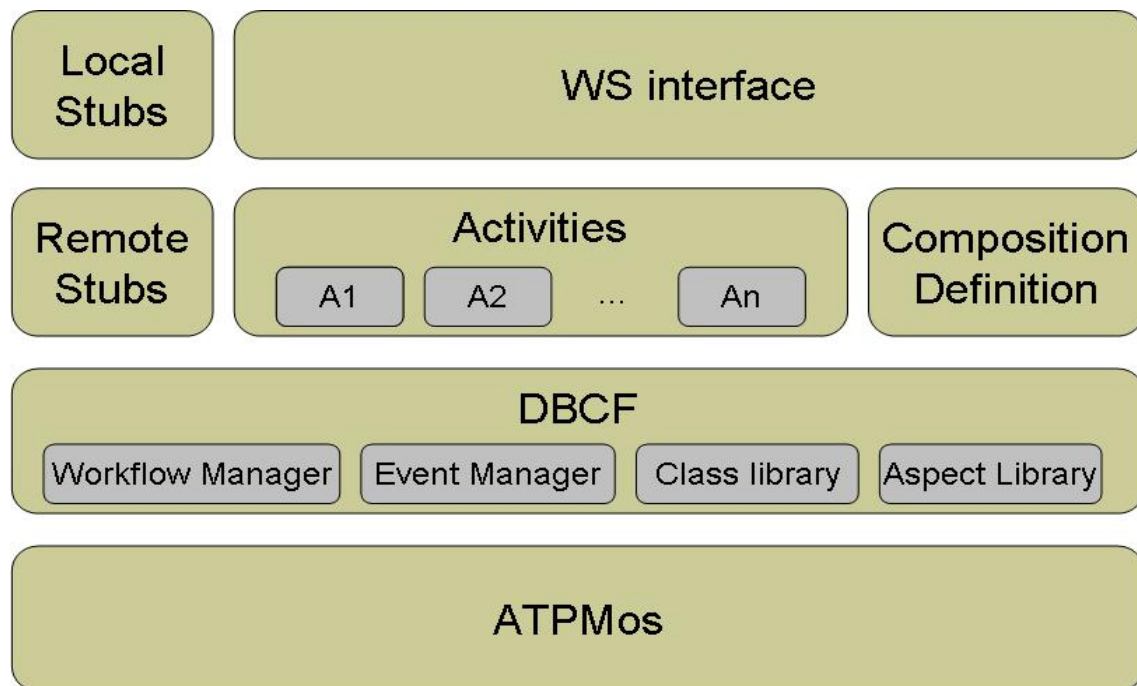 Local
Stubs
WS interface
Remote
Stubs
Activities
A1
A2
...
An
Composition
Definition
DBCF
Workflow Manager
Event Manager
Class library
Aspect Library
ATPMos